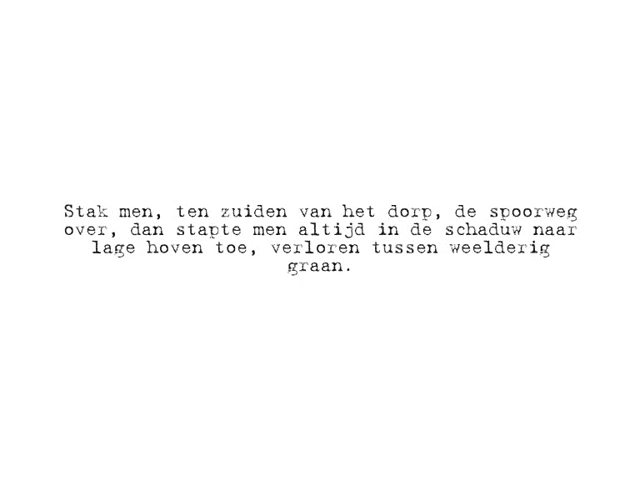 Stak men, ten zuiden van het dorp, de spoorweg
over, dan stapte men altijd in de schaduw naar
lage hoven toe, verloren tussen weelderig
graan.